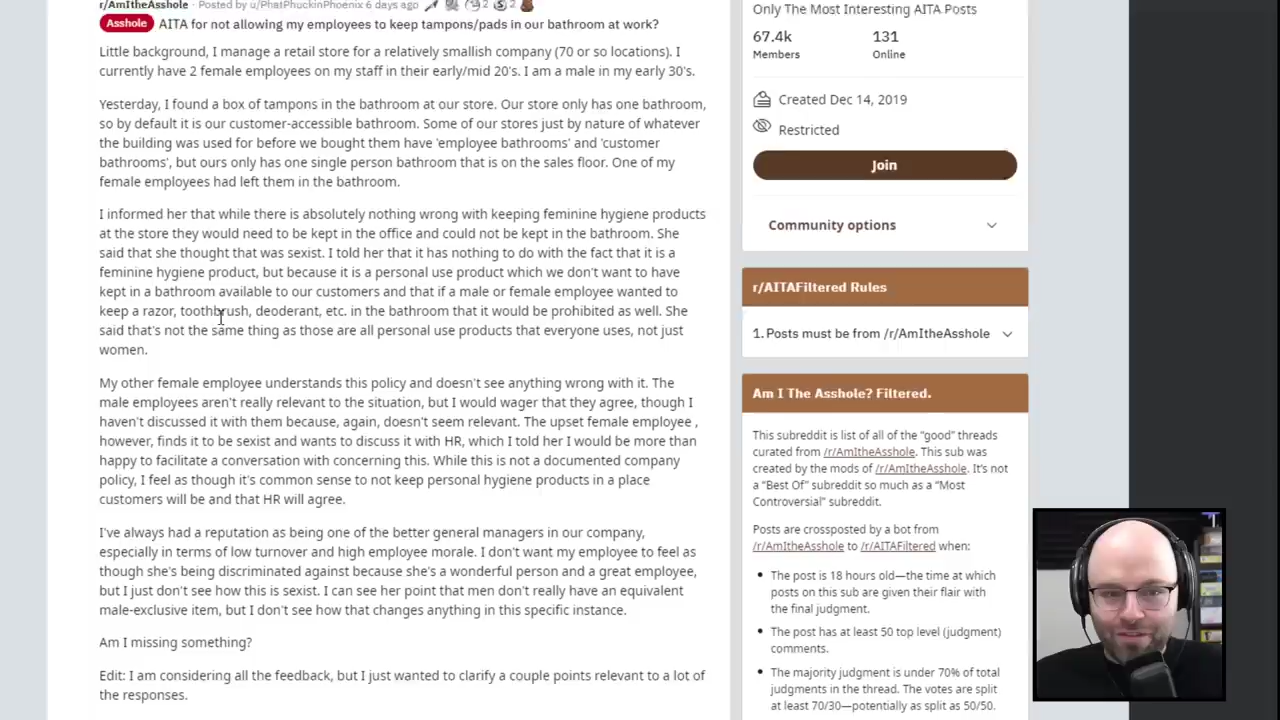 r/AmItheAsshole · Posted by u/PhatPhuckinPhoenix 6 days ago 2 2
Asshole AITA for not allowing my employees to keep tampons/pads in our bathroom at work?
Little background, I manage a retail store for a relatively smallish company (70 or so locations). I
currently have 2 female employees on my staff in their early/mid 20's. I am a male in my early 30's.
Yesterday, I found a box of tampons in the bathroom at our store. Our store only has one bathroom,
so by default it is our customer-accessible bathroom. Some of our stores just by nature of whatever
the building was used for before we bought them have 'employee bathrooms' and 'customer
bathrooms', but ours only has one single person bathroom that is on the sales floor. One of my
female employees had left them in the bathroom.
I informed her that while there is absolutely nothing wrong with keeping feminine hygiene products
at the store they would need to be kept in the office and could not be kept in the bathroom. She
said that she thought that was sexist. I told her that it has nothing to do with the fact that it is a
feminine hygiene product, but because it is a personal use product which we don't want to have
kept in a bathroom available to our customers and that if a male or female employee wanted to
keep a razor, toothbrush, deodorant, etc. in the bathroom that it would be prohibited as well. She
said that's not the same thing as those are all personal use products that everyone uses, not just
women.
My other female employee understands this policy and doesn't see anything wrong with it. The
male employees aren't really relevant to the situation, but I would wager that they agree, though I
haven't discussed it with them because, again, doesn't seem relevant. The upset female employee ,
however, finds it to be sexist and wants to discuss it with HR, which I told her I would be more than
happy to facilitate a conversation with concerning this. While this is not a documented company
policy, I feel as though it's common sense to not keep personal hygiene products in a place
customers will be and that HR will agree.
I've always had a reputation as being one of the better general managers in our company,
especially in terms of low turnover and high employee morale. I don't want my employee to feel as
though she's being discriminated against because she's a wonderful person and a great employee,
but I just don't see how this is sexist. I can see her point that men don't really have an equivalent
male-exclusive item, but I don't see how that changes anything in this specific instance.
Am I missing something?
Edit: I am considering all the feedback, but I just wanted to clarify a couple points relevant to a lot of
the responses.
Only The Most Interesting AITA Posts
67.4k 131
Members Online
Created Dec 14, 2019
Restricted
Join
Community options
r/AITAFiltered Rules
1. Posts must be from /r/AmItheAsshole
Am I The Asshole? Filtered.
This subreddit is list of all of the "good" threads
curated from /r/AmItheAsshole. This sub was
created by the mods of /r/AmItheAsshole. It's not
a "Best Of" subreddit so much as a "Most
Controversial" subreddit.
Posts are crossposted by a bot from
/r/AmItheAsshole to /r/AITAFiltered when:
• The post is 18 hours old—the time at which
posts on this sub are given their flair with
the final judgment.
• The post has at least 50 top level (judgment)
comments.
• The majority judgment is under 70% of total
judgments in the thread. The votes are split
at least 70/30—potentially as split as 50/50.